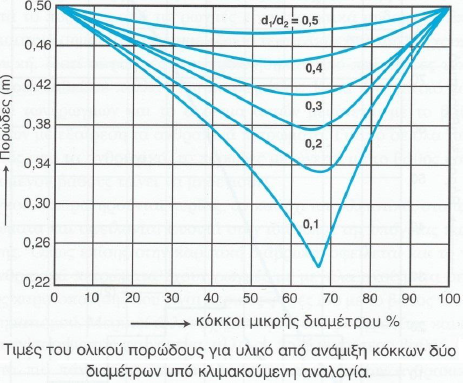 0,50
0,46
0,42
0,38
0,34
0,30
0,26
0,22
Πορώδες (m)
d₁/d₂ = 0,5
0,4
0,3
0,2
0,1
0 10 20 30 40 50 60 70 80 90 100
κόκκοι μικρής διαμέτρου %
Τιμές του ολικού πορώδους για υλικό από ανάμιξη κόκκων δύο
διαμέτρων υπό κλιμακούμενη αναλογία.